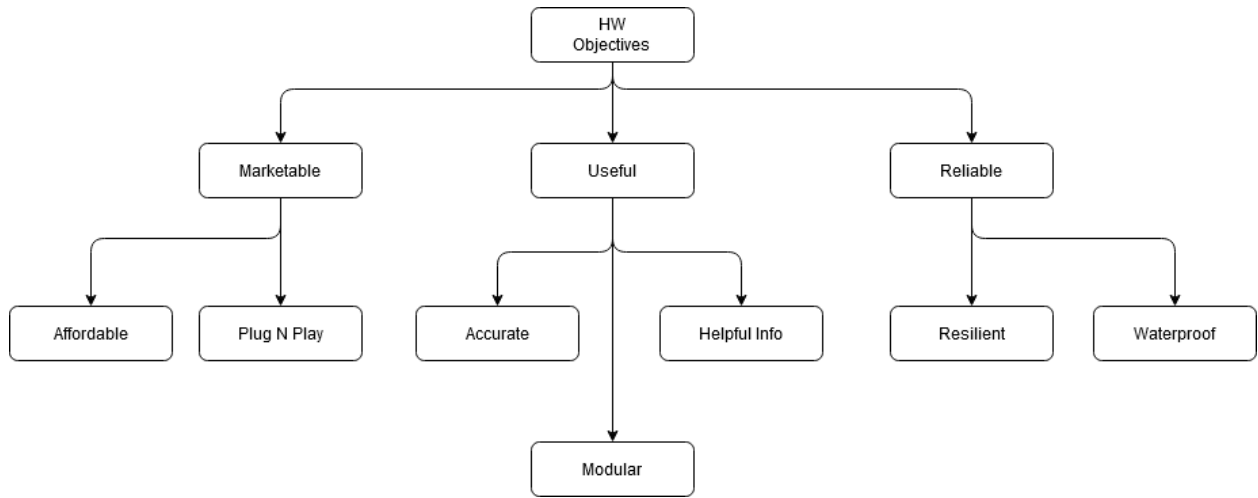 HW
Objectives
Marketable
Useful
Reliable
Affordable
Plug N Play
Accurate
Helpful Info
Resilient
Waterproof
Modular